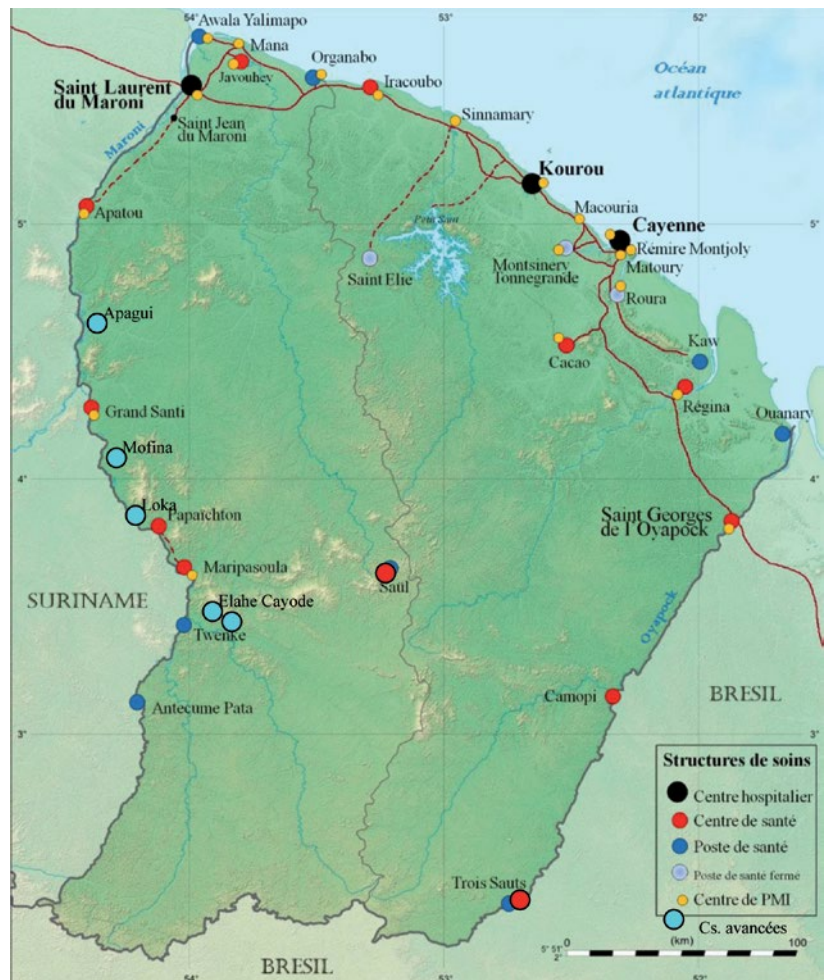 54°
53°
52°
Awala Yalimapo
Mana
Javouhey
Organabo
Iracoubo
Océan
atlantique
Saint Laurent
du Maroni
Saint Jean
du Maroni
Maroni
Sinnamary
Kourou
Macouria
Cayenne
Rémire Montjoly
Matoury
5°
Apatou
Petit Saut
Saint Elie
Montsinery
Tonnegrande
Roura
Apagui
Cacao
Kaw
Régina
Ouanary
Grand Santi
Mofina
4°
Loka
Papaïchton
Saint Georges
de l'Oyapock
Maripasoula
Saül
SURINAME
Elahe Cayode
Twenke
Oyapock
Antecume Pata
Camopi
BRESIL
3°
Structures de soins
Centre hospitalier
Centre de santé
Poste de santé
Poste de santé fermé
Centre de PMI
Cs. avancées
Trois Sauts
5° 51'
2°
0 (km) 100
BRESIL
54°
53°
52°